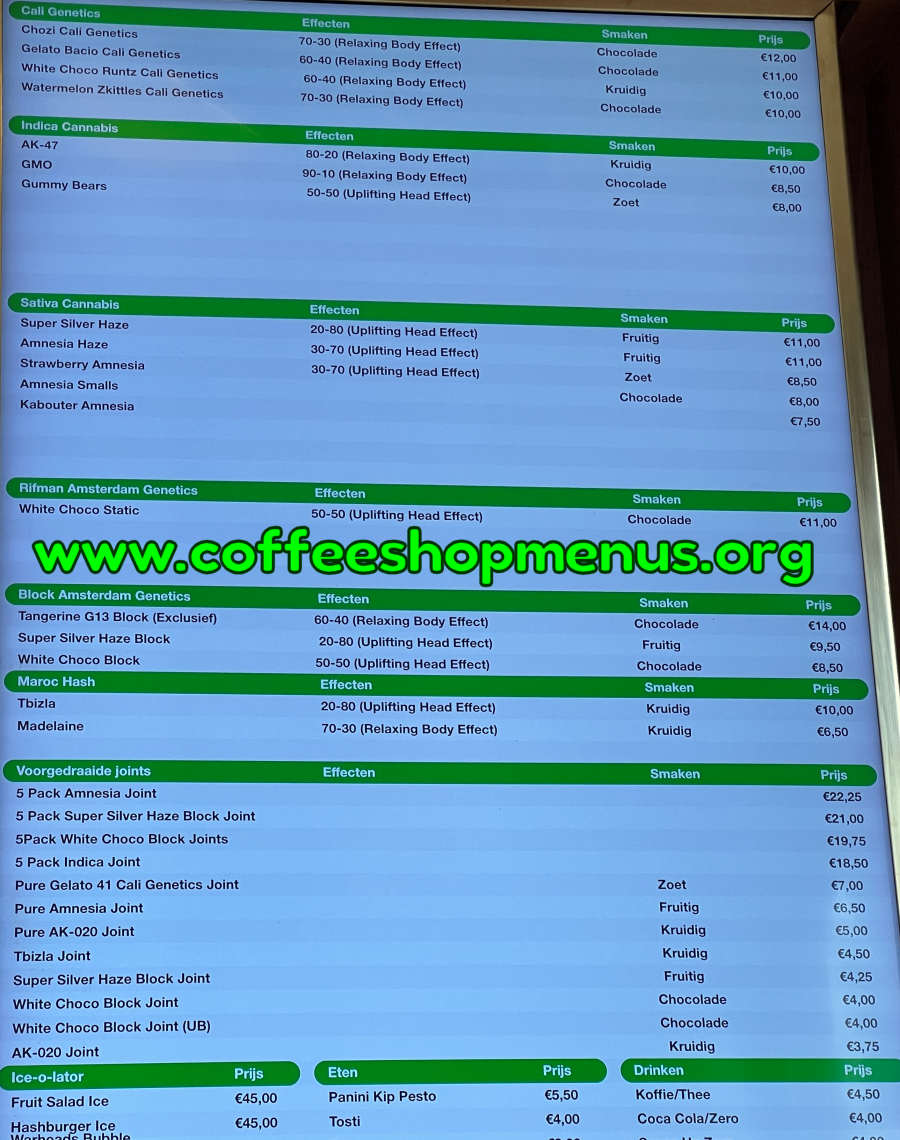 Cali Genetics Effecten Smaken Prijs
Chozi Cali Genetics 70-30 (Relaxing Body Effect) Chocolade €12,00
Gelato Bacio Cali Genetics 60-40 (Relaxing Body Effect) Chocolade €11,00
White Choco Runtz Cali Genetics 60-40 (Relaxing Body Effect) Kruidig €10,00
Watermelon Zkittles Cali Genetics 70-30 (Relaxing Body Effect) Chocolade €10,00
Indica Cannabis Effecten Smaken Prijs
AK-47 80-20 (Relaxing Body Effect) Kruidig €10,00
GMO 90-10 (Relaxing Body Effect) Chocolade €8,50
Gummy Bears 50-50 (Uplifting Head Effect) Zoet €8,00
Sativa Cannabis Effecten Smaken Prijs
Super Silver Haze 20-80 (Uplifting Head Effect) Fruitig €11,00
Amnesia Haze 30-70 (Uplifting Head Effect) Fruitig €11,00
Strawberry Amnesia 30-70 (Uplifting Head Effect) Zoet €8,50
Amnesia Smalls Chocolade €8,00
Kabouter Amnesia €7,50
Rifman Amsterdam Genetics Effecten Smaken Prijs
White Choco Static 50-50 (Uplifting Head Effect) Chocolade €11,00
www.coffeeshopmenus.org
Block Amsterdam Genetics Effecten Smaken Prijs
Tangerine G13 Block (Exclusief) 60-40 (Relaxing Body Effect) Chocolade €14,00
Super Silver Haze Block 20-80 (Uplifting Head Effect) Fruitig €9,50
White Choco Block 50-50 (Uplifting Head Effect) Chocolade €8,50
Maroc Hash Effecten Smaken Prijs
Tbizla 20-80 (Uplifting Head Effect) Kruidig €10,00
Madelaine 70-30 (Relaxing Body Effect) Kruidig €6,50
Voorgedraaide joints Effecten Smaken Prijs
5 Pack Amnesia Joint €22,25
5 Pack Super Silver Haze Block Joint €21,00
5Pack White Choco Block Joints €19,75
5 Pack Indica Joint €18,50
Pure Gelato 41 Cali Genetics Joint Zoet €7,00
Pure Amnesia Joint Fruitig €6,50
Pure AK-020 Joint Kruidig €5,00
Tbizla Joint Kruidig €4,50
Super Silver Haze Block Joint Fruitig €4,25
White Choco Block Joint Chocolade €4,00
White Choco Block Joint (UB) Chocolade €4,00
AK-020 Joint Kruidig €3,75
Ice-o-lator Prijs Eten Prijs Drinken Prijs
Fruit Salad Ice €45,00 Panini Kip Pesto €5,50 Koffie/Thee €4,50
Hashburger Ice €45,00 Tosti €4,00 Coca Cola/Zero €4,00
Warheads Bubble